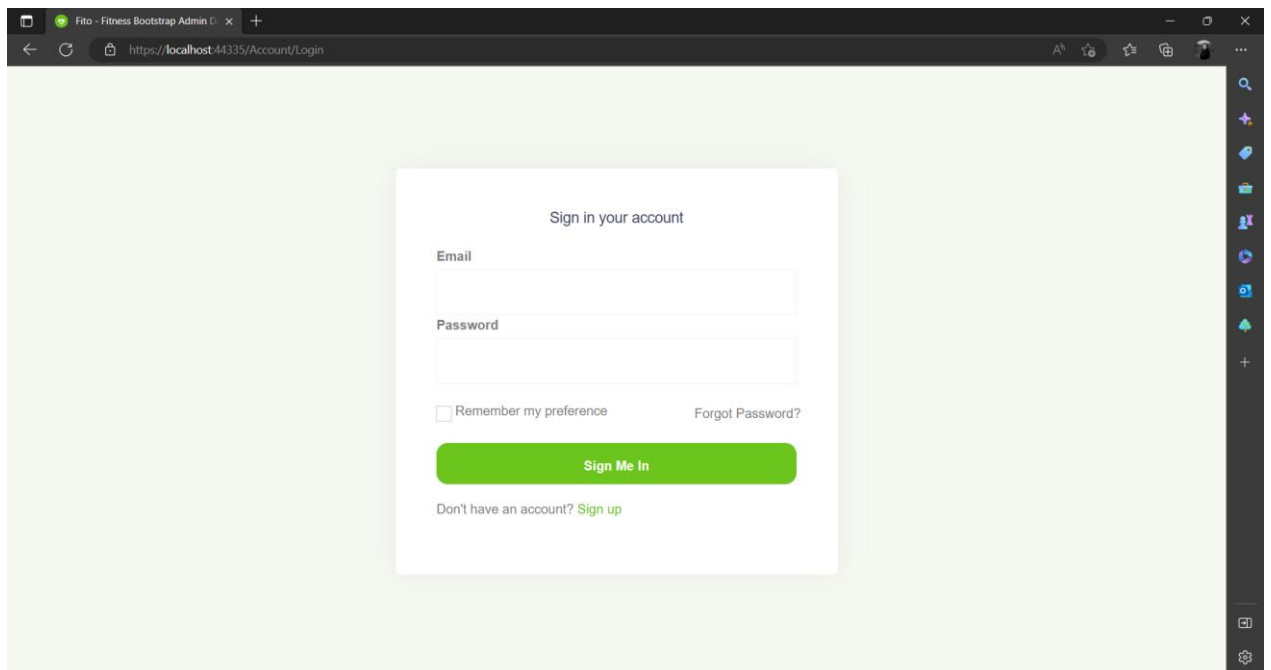 Fito - Fitness Bootstrap Admin D
https://localhost:44335/Account/Login
Sign in your account
Email
Password
Remember my preference Forgot Password?
Sign Me In
Don't have an account? Sign up